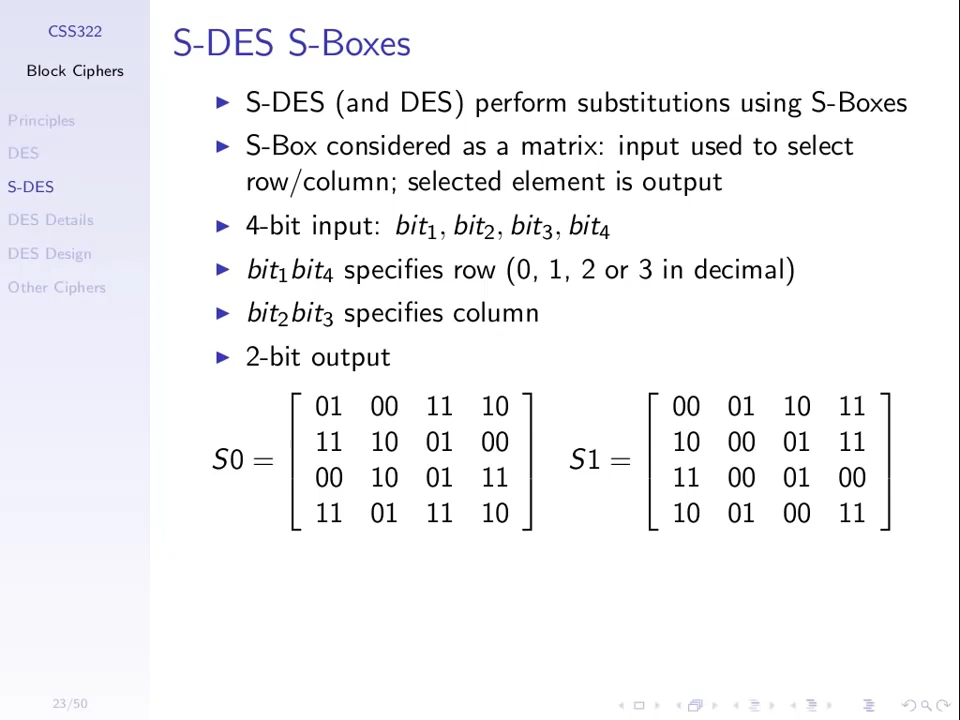 CSS322
Block Ciphers
Principles
DES
S-DES
DES Details
DES Design
Other Ciphers
23/50
S-DES S-Boxes
S-DES (and DES) perform substitutions using S-Boxes
S-Box considered as a matrix: input used to select
row/column; selected element is output
4-bit input: bit1, bit2, bit3, bit4
bit1bit4 specifies row (0, 1, 2 or 3 in decimal)
bit2bit3 specifies column
2-bit output
S0 =
01 00 11 10
11 10 01 00
00 10 01 11
11 01 11 10
S1 =
00 01 10 11
10 00 01 11
11 00 01 00
10 01 00 11